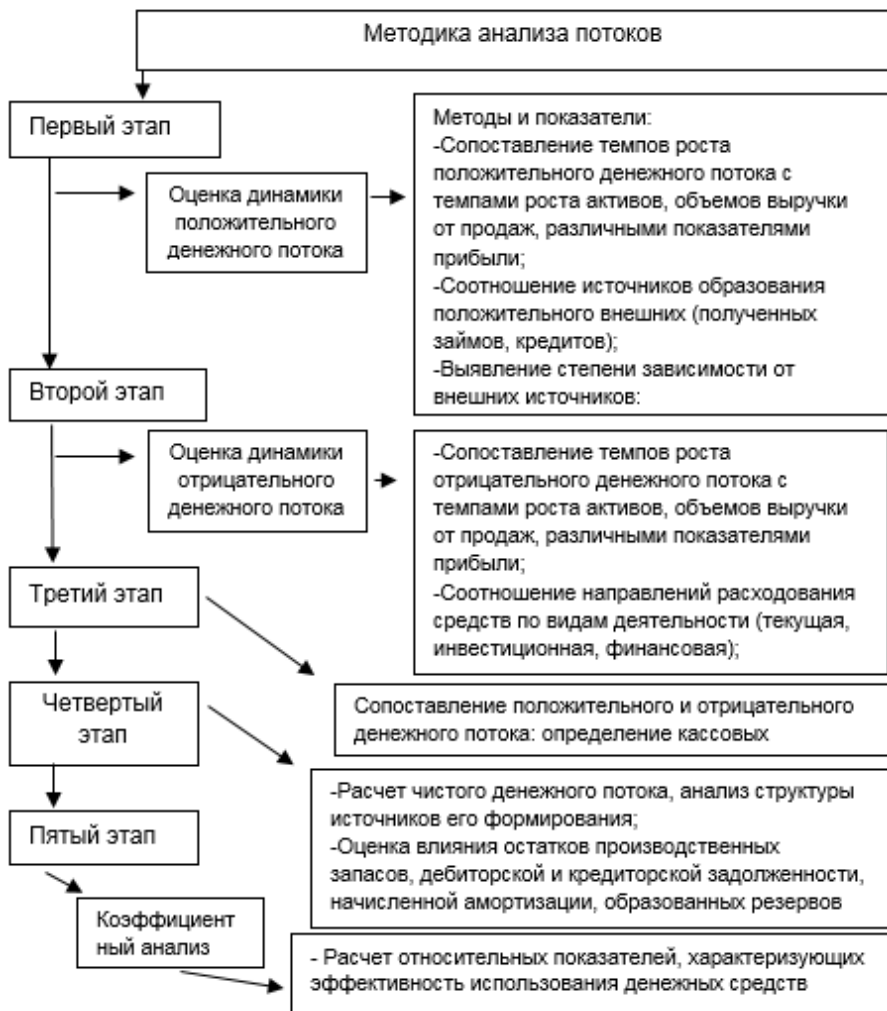 Методика анализа потоков
Первый этап
Оценка динамики
положительного
денежного потока
Методы и показатели:
-Сопоставление темпов роста
положительного денежного потока с
темпами роста активов, объемов выручки
от продаж, различными показателями
прибыли;
-Соотношение источников образования
положительного внешних (полученных
займов, кредитов);
-Выявление степени зависимости от
внешних источников:
Второй этап
Оценка динамики
отрицательного
денежного потока
-Сопоставление темпов роста
отрицательного денежного потока с
темпами роста активов, объемов выручки
от продаж, различными показателями
прибыли;
-Соотношение направлений расходования
средств по видам деятельности (текущая,
инвестиционная, финансовая);
Третий этап
Сопоставление положительного и отрицательного
денежного потока: определение кассовых
Четвертый
этап
-Расчет чистого денежного потока, анализ структуры
источников его формирования;
-Оценка влияния остатков производственных
запасов, дебиторской и кредиторской задолженности,
начисленной амортизации, образованных резервов
Пятый этап
Коэффициент
ный анализ
- Расчет относительных показателей, характеризующих
эффективность использования денежных средств